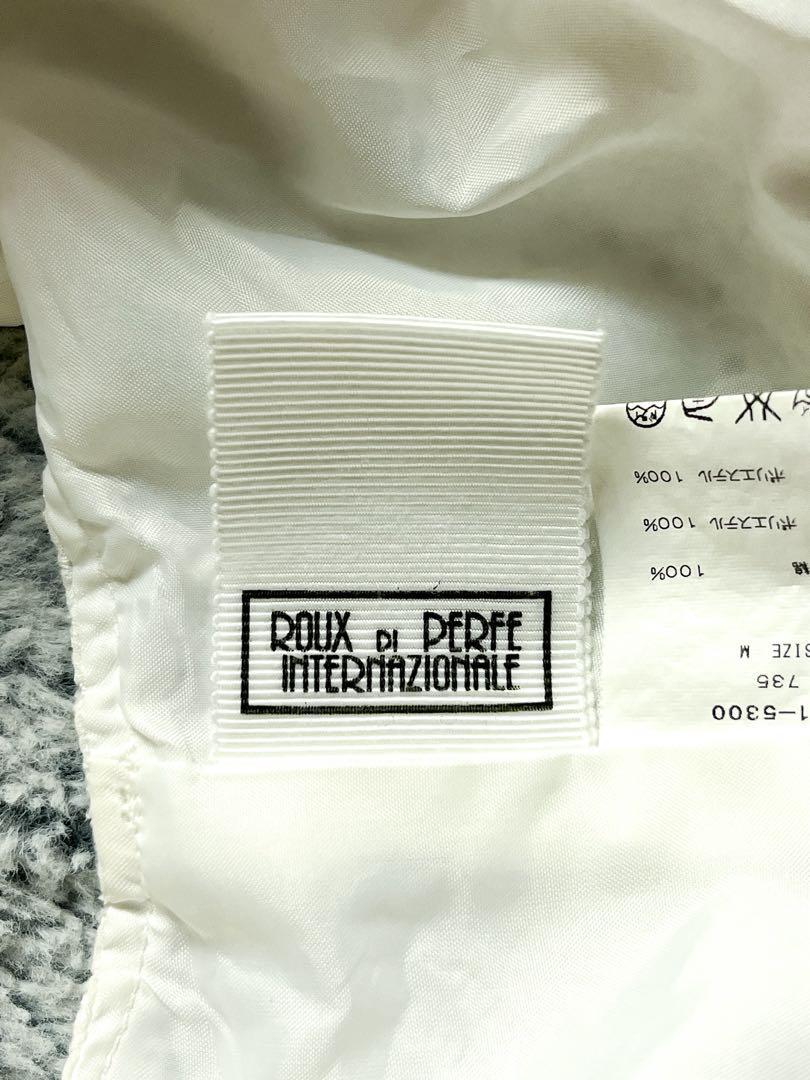 ROUX DI PERFE
INTERNAZIONALE
1-5300
735
SIZE M
綿 100%
ポリエステル 100%
ポリエステル 100%